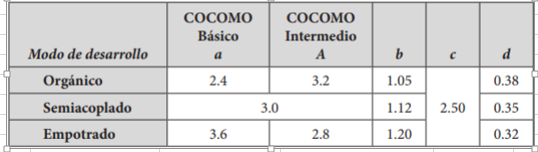 Modo de desarrollo COCOMO Básico a COCOMO Intermedio A b c d
Orgánico 2.4 3.2 1.05 2.50 0.38
Semiacoplado 3.0 1.12 0.35
Empotrado 3.6 2.8 1.20 0.32